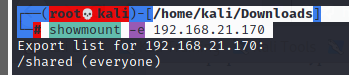 ┌──(root💀kali)-[/home/kali/Downloads]
└─# showmount -e 192.168.21.170
Export list for 192.168.21.170:
/shared (everyone)